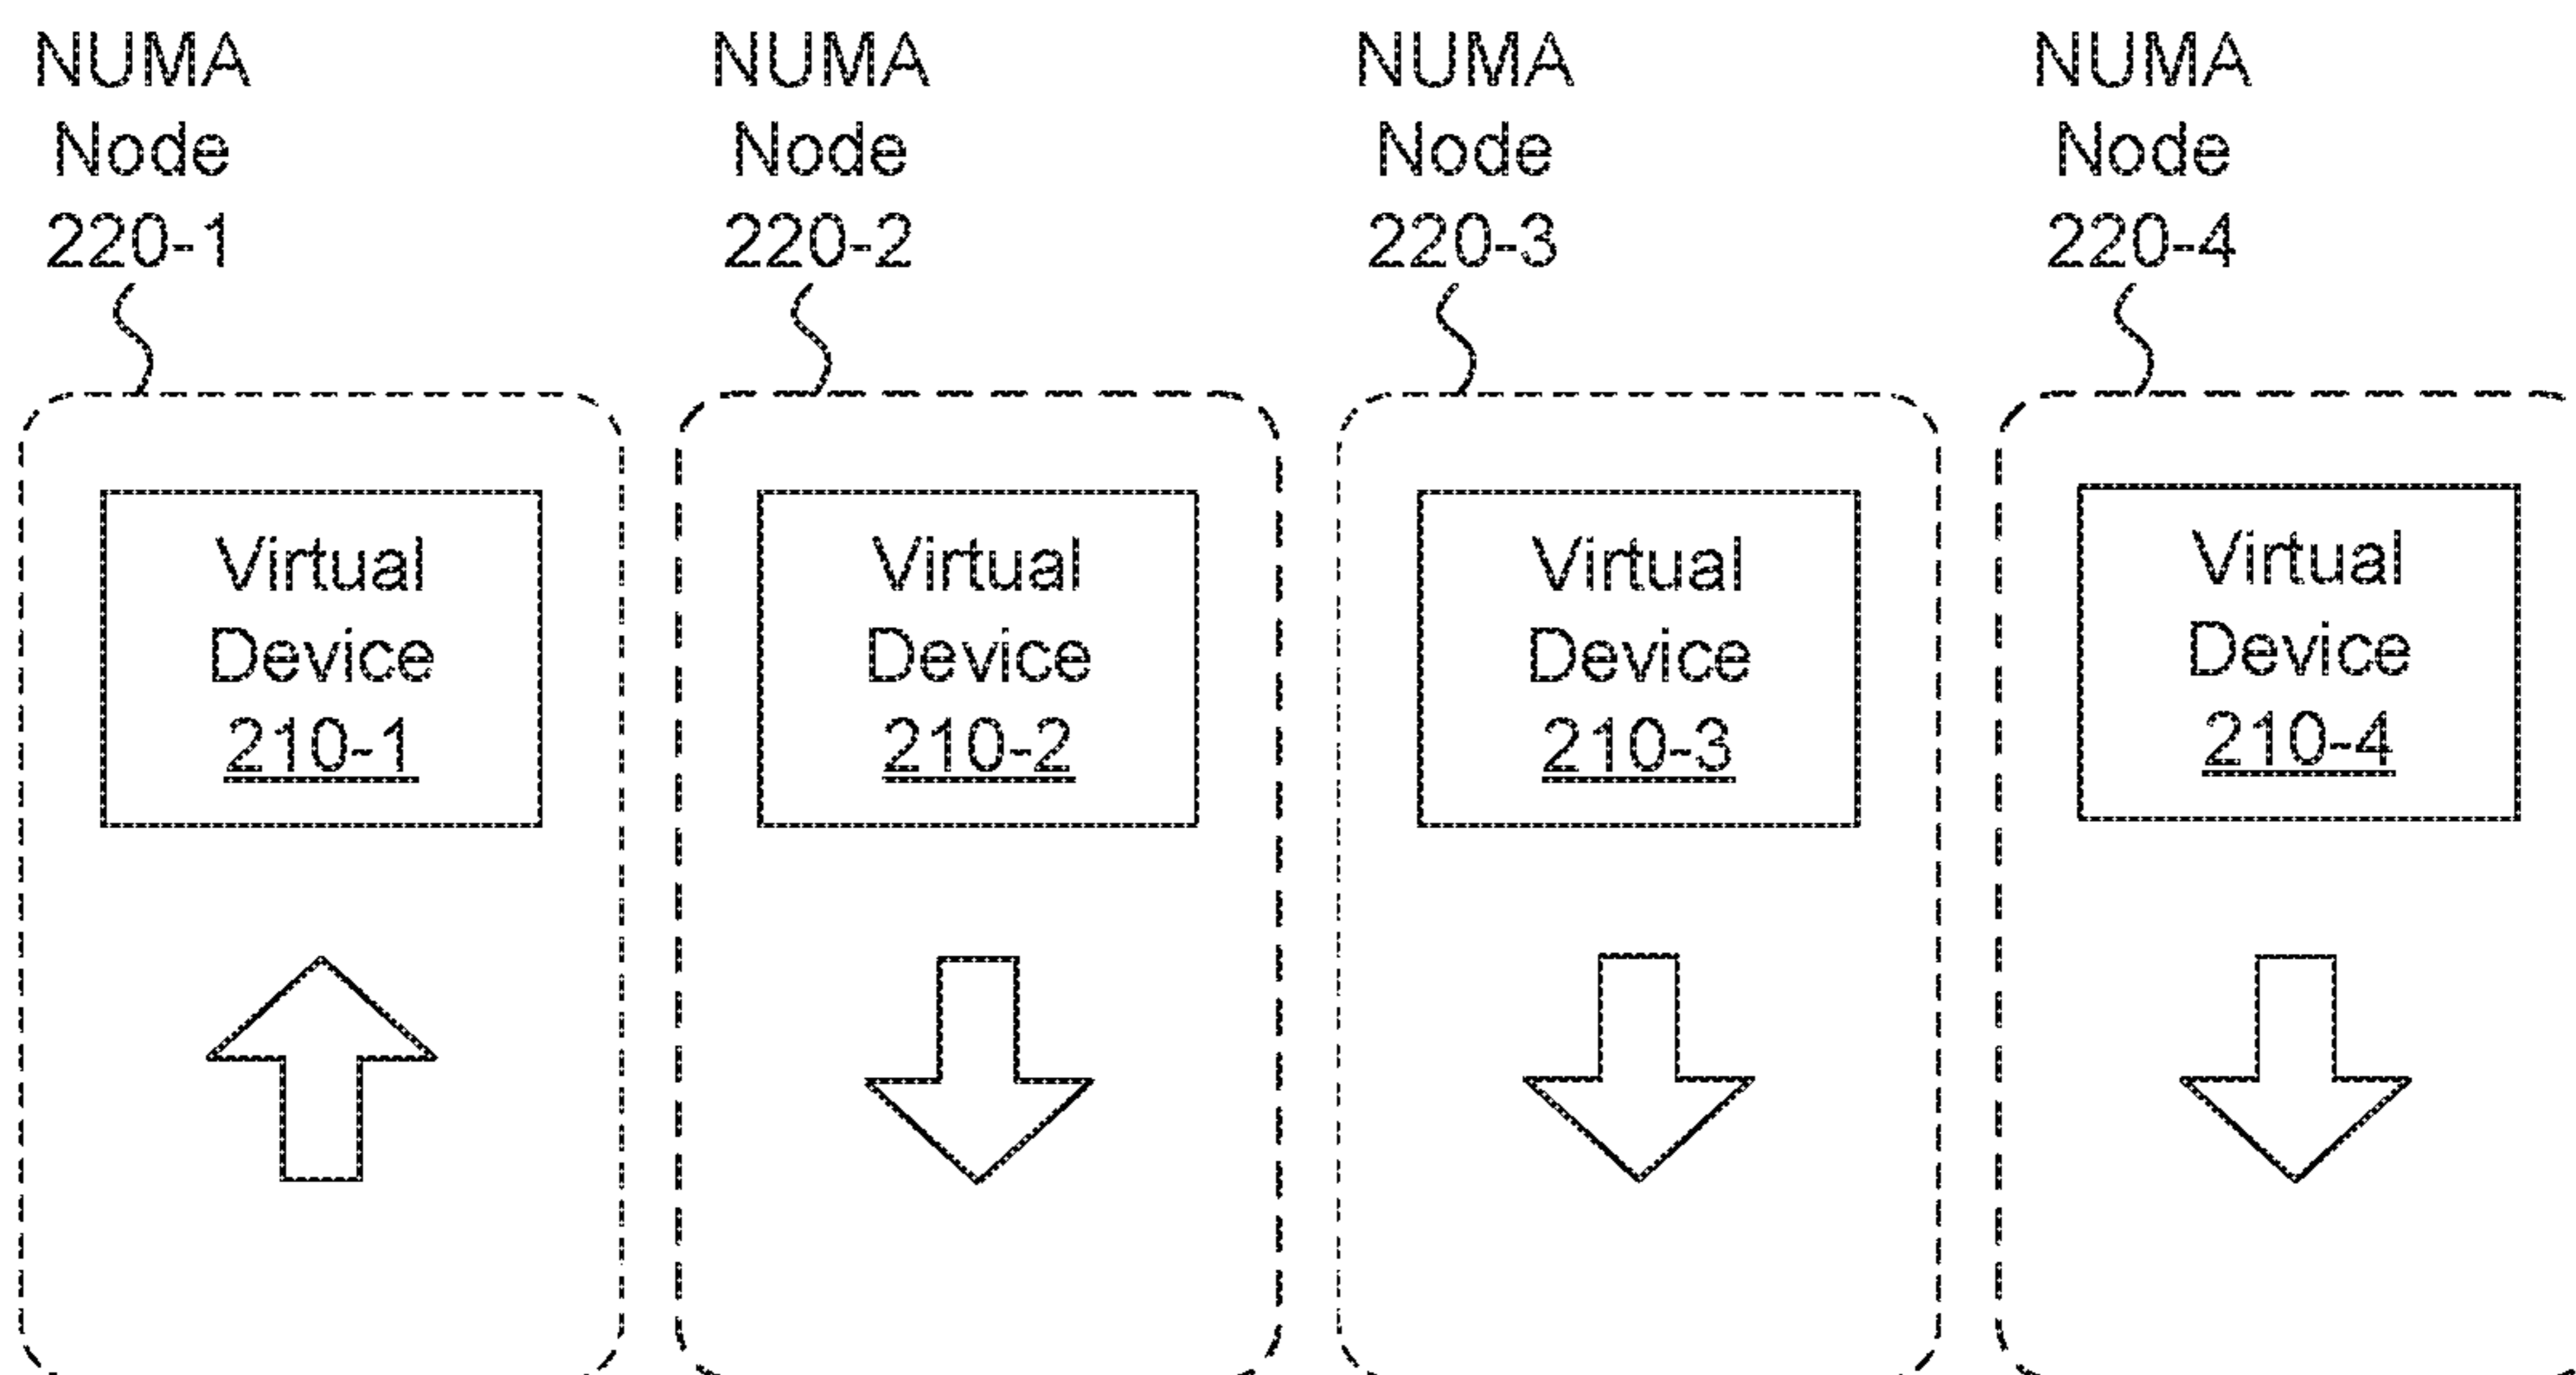 NUMA
Node
220-1
NUMA
Node
220-2
NUMA
Node
220-3
NUMA
Node
220-4
Virtual
Device
210-1
Virtual
Device
210-2
Virtual
Device
210-3
Virtual
Device
210-4